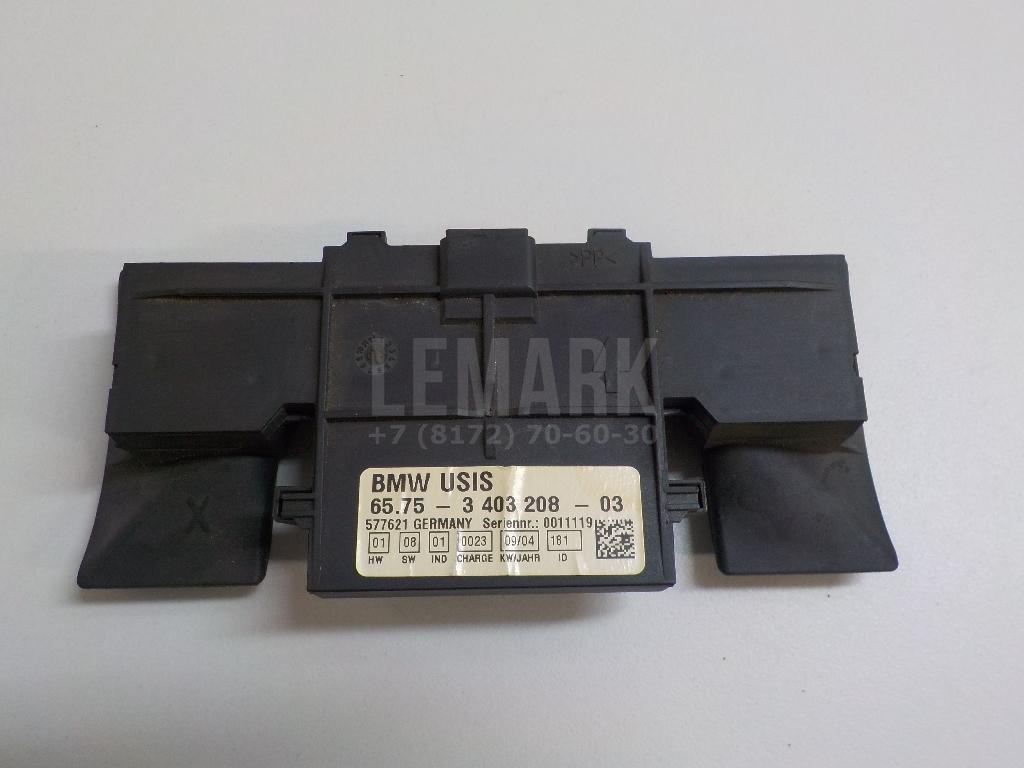 >PP<
LEMARK
+7 (8172) 70-60-30
X
BMW USIS
65.75 - 3 403 208 - 03
577621 GERMANY Seriennr.: 0011119
01 08 01 0023 09/04 181
HW SW IND CHARGE KW/JAHR ID